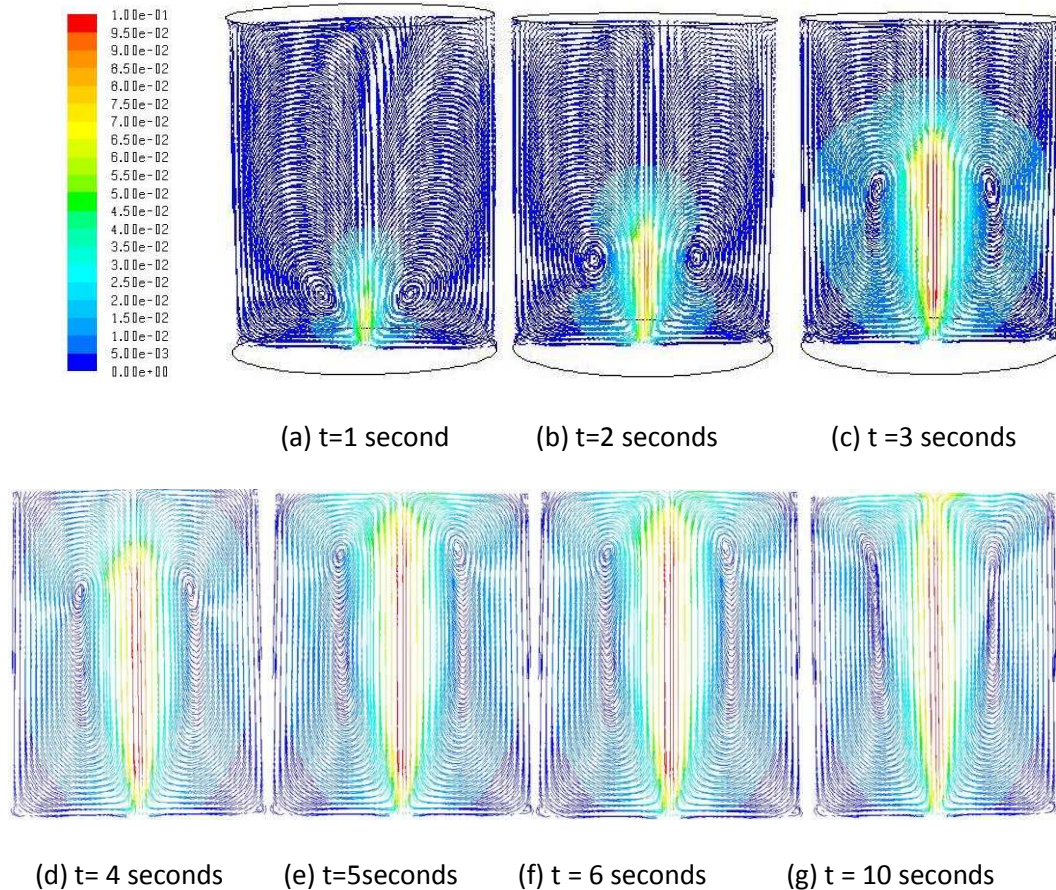 1.00e-01
9.50e-02
9.00e-02
8.50e-02
8.00e-02
7.50e-02
7.00e-02
6.50e-02
6.00e-02
5.50e-02
5.00e-02
4.50e-02
4.00e-02
3.50e-02
3.00e-02
2.50e-02
2.00e-02
1.50e-02
1.00e-02
5.00e-03
0.00e+00
(a) t=1 second (b) t=2 seconds (c) t =3 seconds
(d) t= 4 seconds (e) t=5seconds (f) t = 6 seconds (g) t = 10 seconds